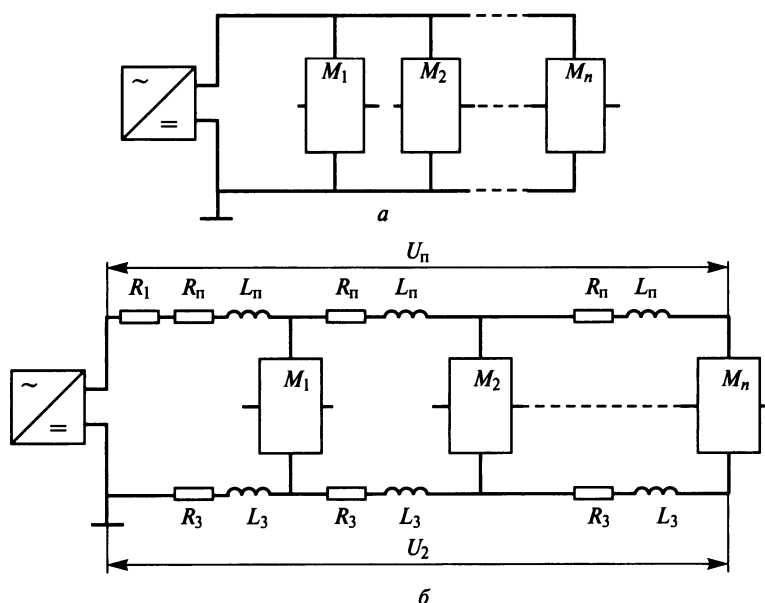 ~
=
M₁ M₂ Mₙ
а
Uп
R₁ Rп Lп Rп Lп Rп Lп
~
=
M₁ M₂ Mₙ
R₃ L₃ R₃ L₃ R₃ L₃
U₂
б